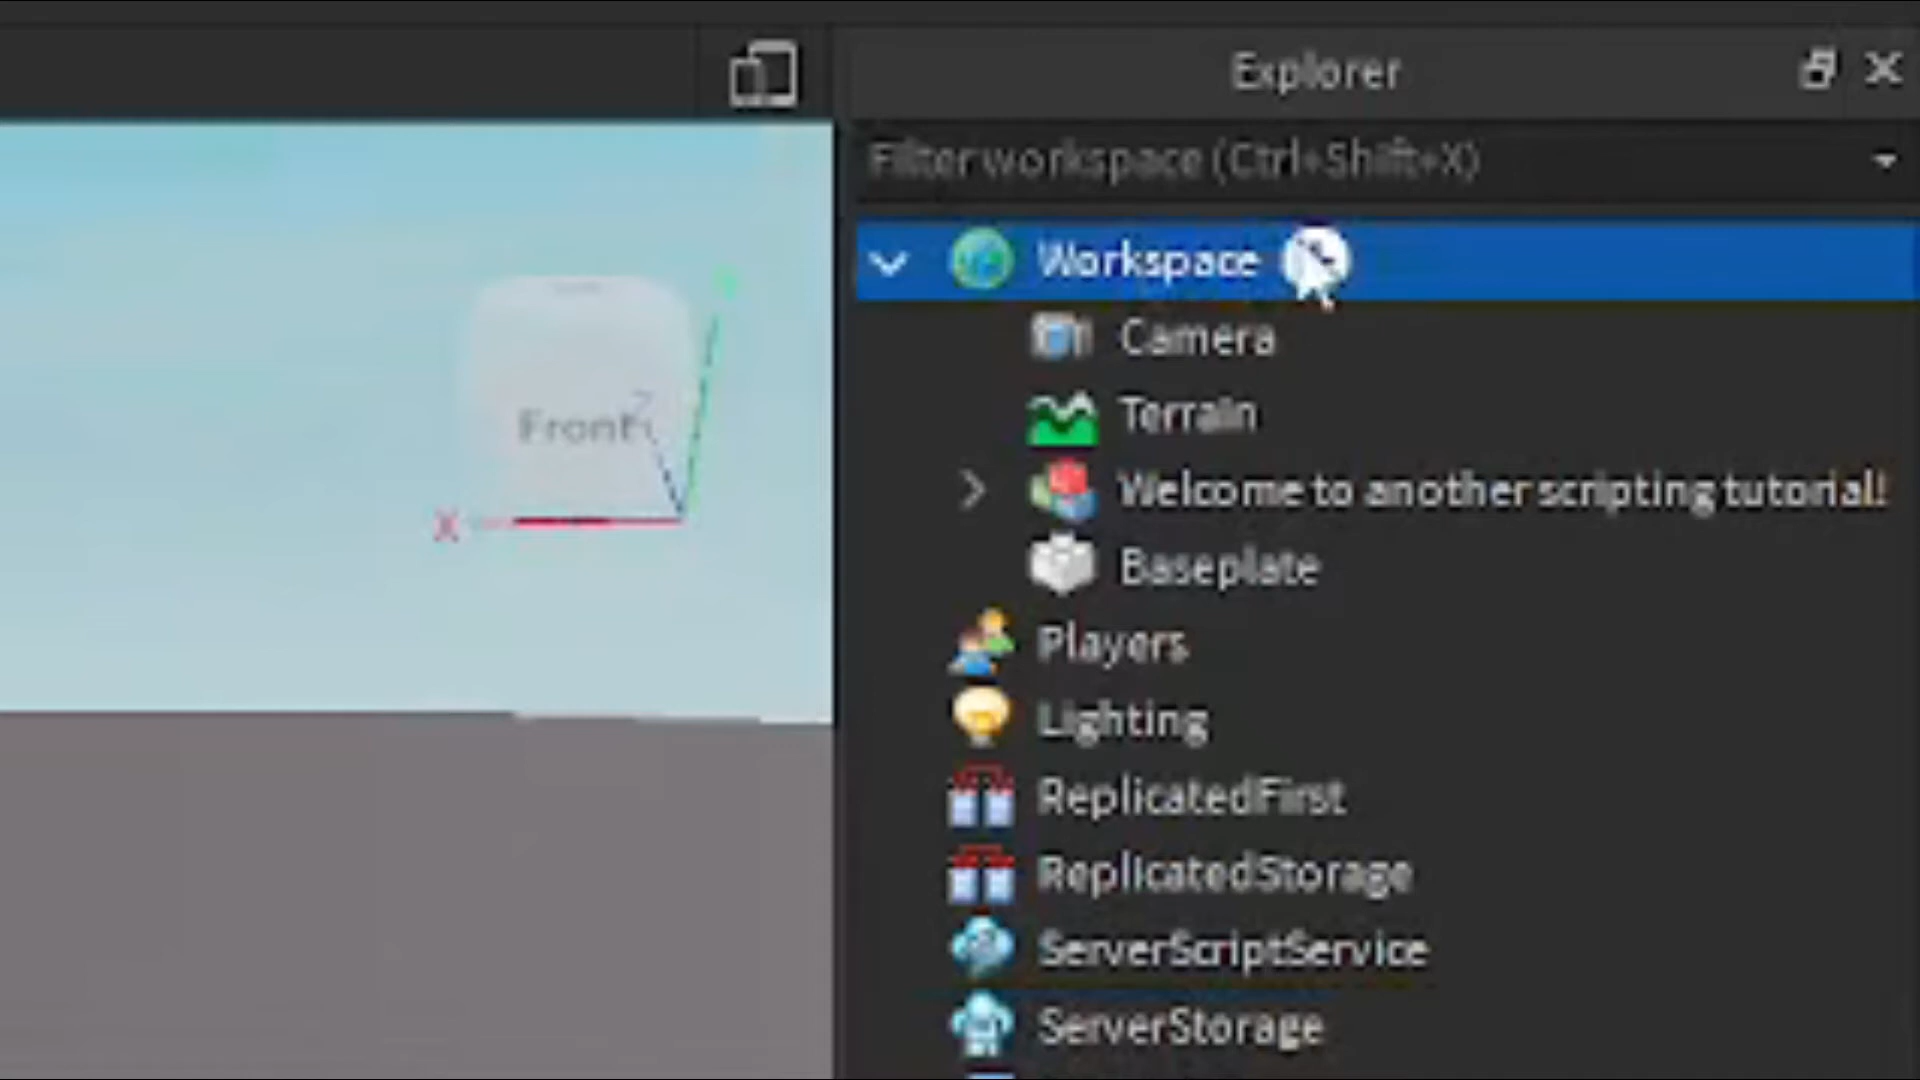 Explorer
Filter workspace (Ctrl+Shift+X)
Workspace
Camera
Terrain
Welcome to another scripting tutorial!
Baseplate
Players
Lighting
ReplicatedFirst
ReplicatedStorage
ServerScriptService
ServerStorage
Front
Z
X